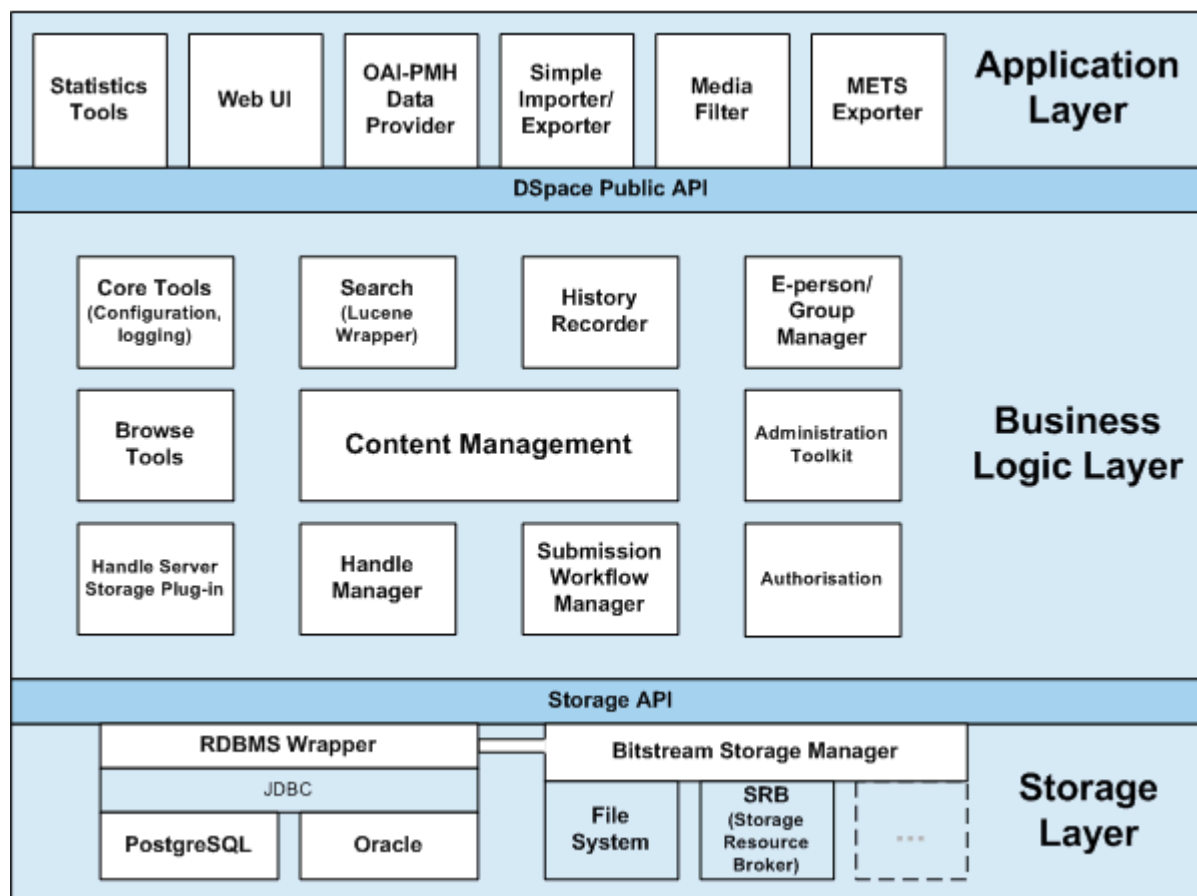 Statistics
Tools
Web UI
OAI-PMH
Data
Provider
Simple
Importer/
Exporter
Media
Filter
METS
Exporter
Application
Layer
DSpace Public API
Core Tools
(Configuration,
logging)
Search
(Lucene
Wrapper)
History
Recorder
E-person/
Group
Manager
Browse
Tools
Content Management
Administration
Toolkit
Business
Logic Layer
Handle Server
Storage Plug-in
Handle
Manager
Submission
Workflow
Manager
Authorisation
Storage API
RDBMS Wrapper
JDBC
PostgreSQL
Oracle
Bitstream Storage Manager
File
System
SRB
(Storage
Resource
Broker)
...
Storage
Layer